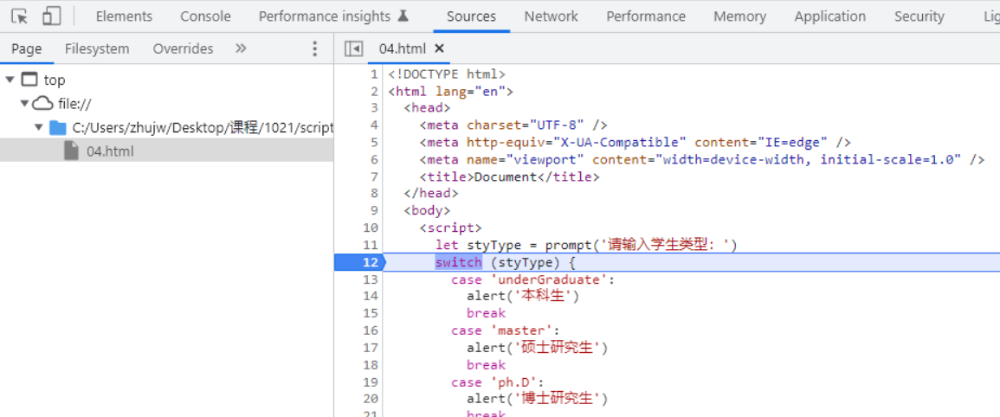 Elements Console Performance insights Sources Network Performance Memory Application Security Lig
Page Filesystem Overrides
04.html
top
file://
C:/Users/zhujw/Desktop/课程/1021/script
04.html
1 <!DOCTYPE html>
2 <html lang="en">
3 <head>
4 <meta charset="UTF-8" />
5 <meta http-equiv="X-UA-Compatible" content="IE=edge" />
6 <meta name="viewport" content="width=device-width, initial-scale=1.0" />
7 <title>Document</title>
8 </head>
9 <body>
10 <script>
11 let styType = prompt('请输入学生类型：')
12 switch (styType) {
13 case 'underGraduate':
14 alert('本科生')
15 break
16 case 'master':
17 alert('硕士研究生')
18 break
19 case 'ph.D':
20 alert('博士研究生')
21 break